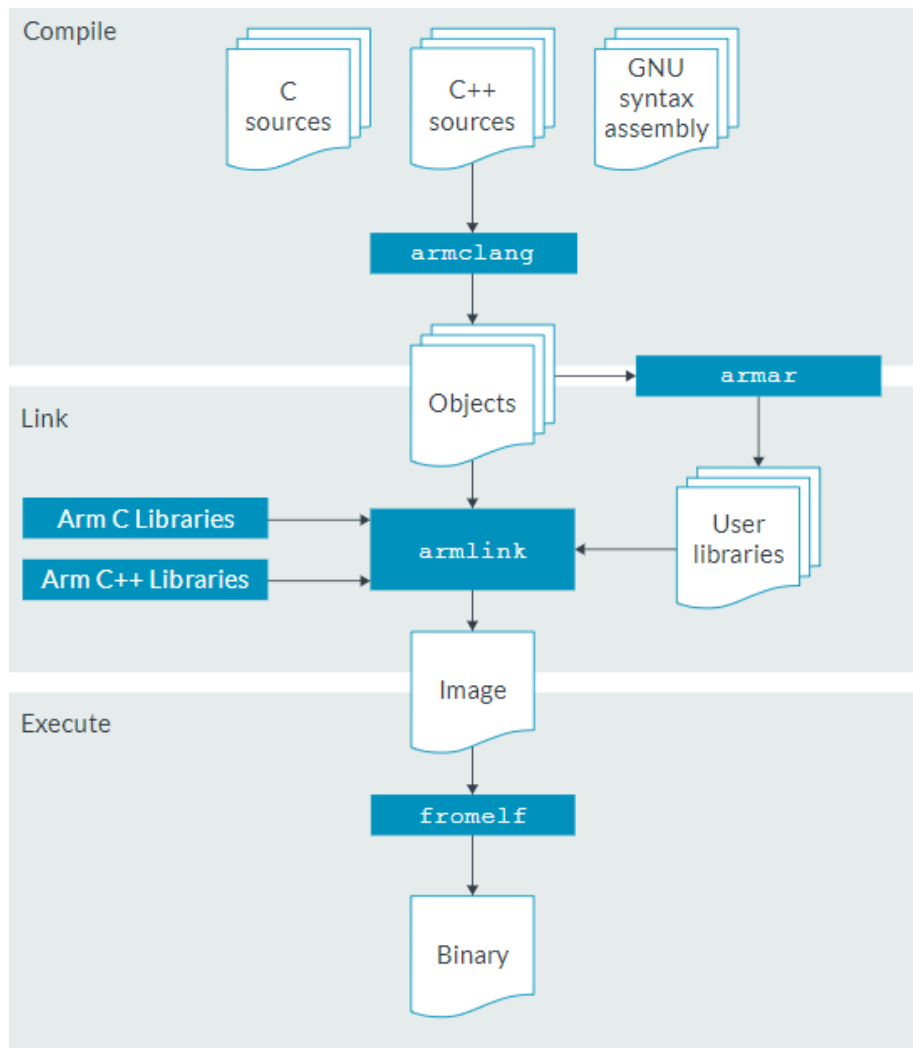 Compile
C
sources
C++
sources
GNU
syntax
assembly
armclang
armar
Objects
Link
Arm C Libraries
armlink
User
libraries
Arm C++ Libraries
Image
Execute
fromelf
Binary